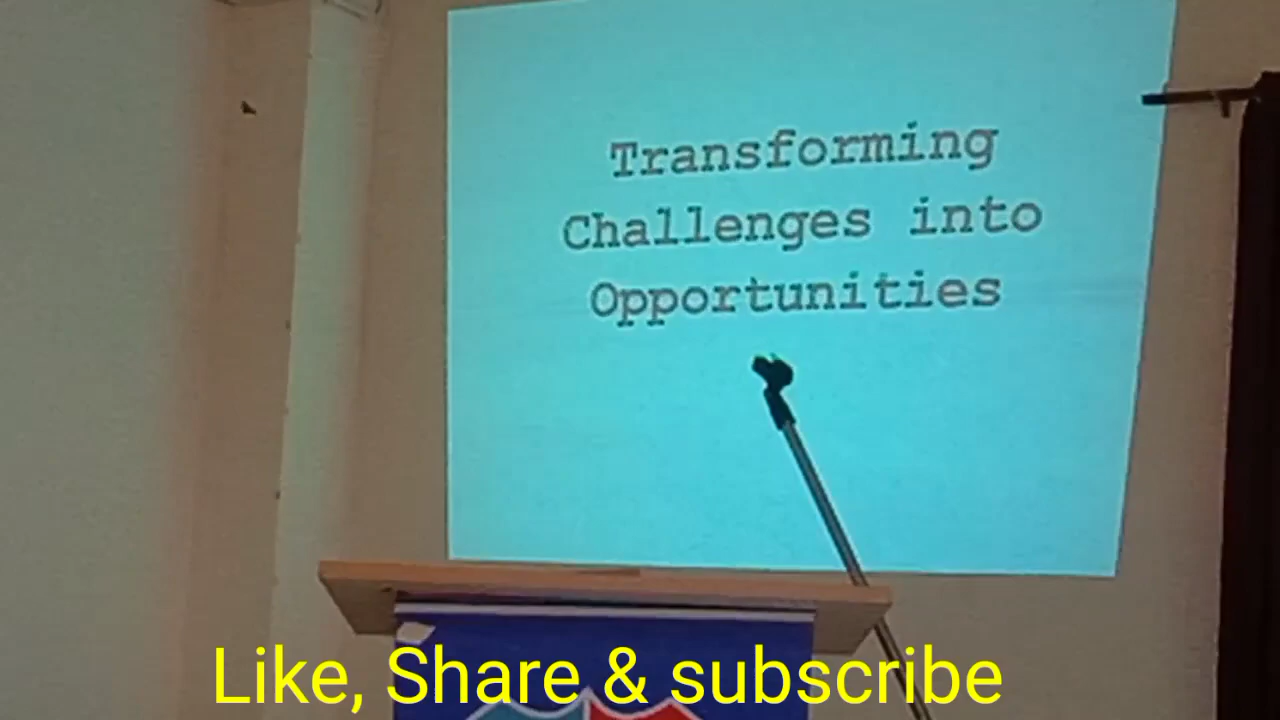 Transforming
Challenges into
Opportunities
Like, Share & subscribe